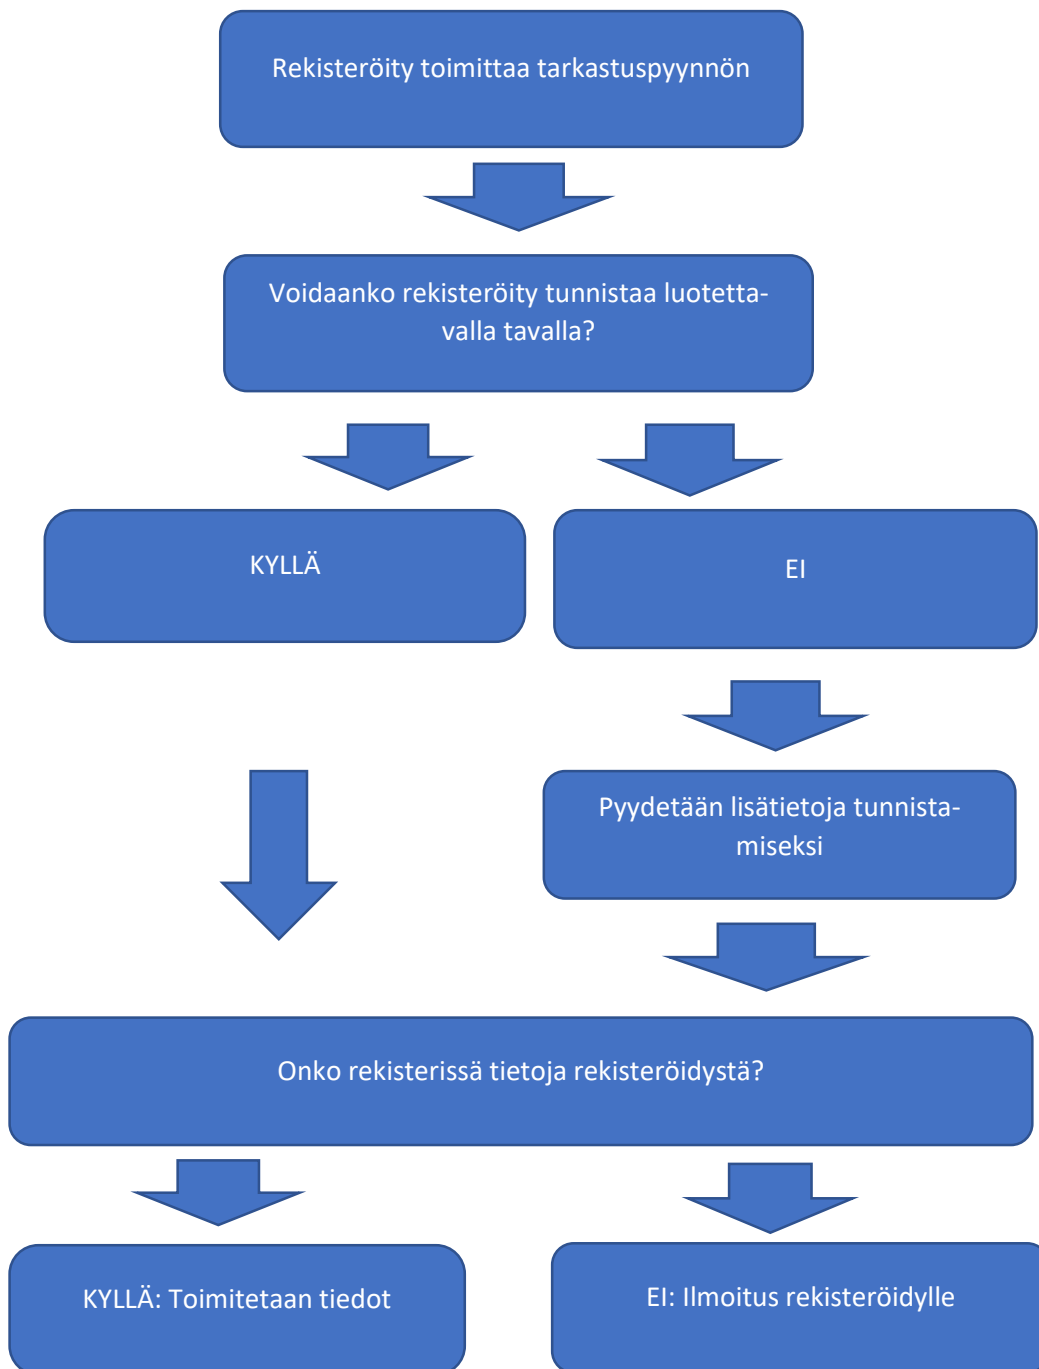 Rekisteröity toimittaa tarkastuspyynnön
Voidaanko rekisteröity tunnistaa luotetta-
valla tavalla?
KYLLÄ
EI
Pyydetään lisätietoja tunnista-
miseksi
Onko rekisterissä tietoja rekisteröidystä?
KYLLÄ: Toimitetaan tiedot
EI: Ilmoitus rekisteröidylle